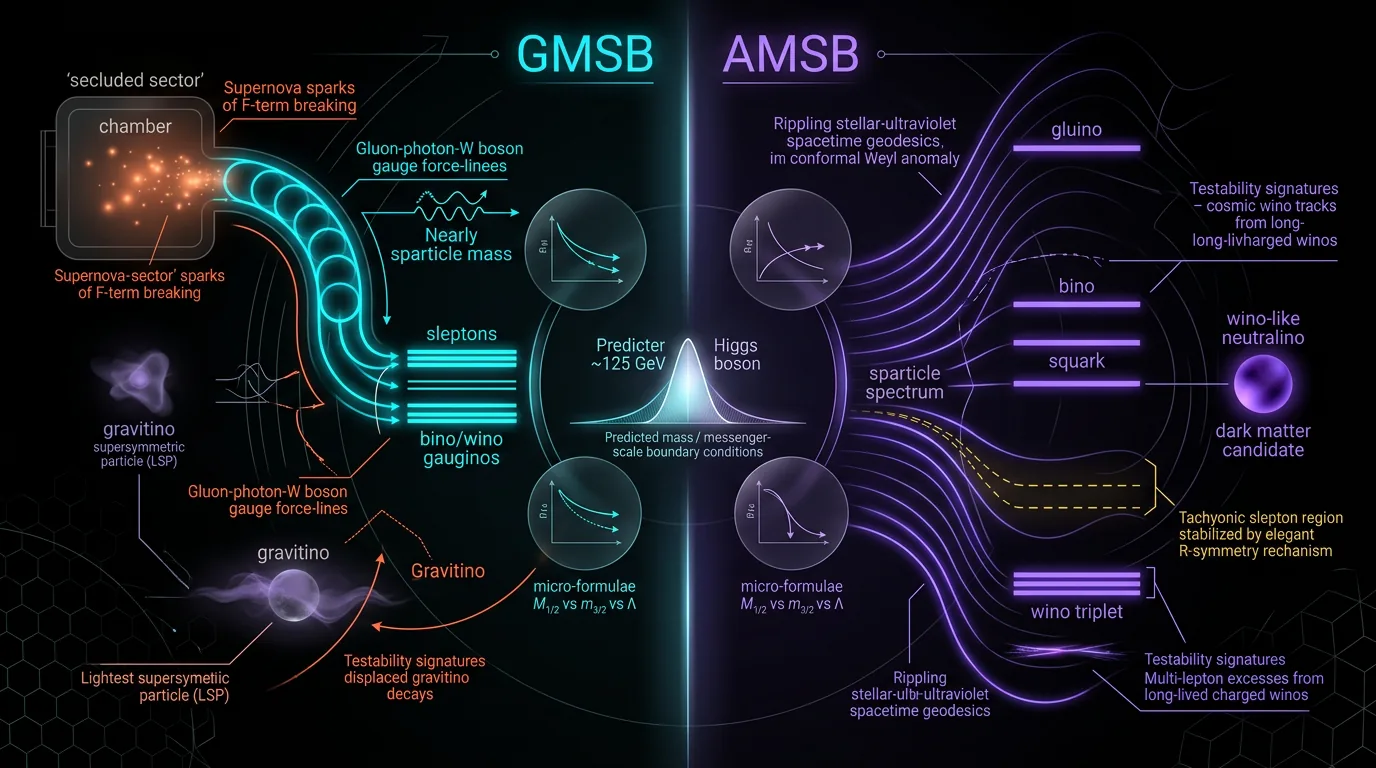 GMSB
AMSB
'secluded sector'
chamber
Supernova sparks
of F-term breaking
Gluon-photon-W boson
gauge force-linees
Nearly
sparticle mass
Supernova-sector' sparks
of F-term breaking
sleptons
bino/wino
gauginos
gravitino
supersymmetric
particle (LSP)
Gluon-photon-W boson
gauge force-lines
gravitino
Gravitino
Lightest supersymetiic
particle (LSP)
Testability signatures
displaced gravitino
decays
Predicter
~125 GeV
Higgs
boson
Predicted mass / messenger-
scale boundary conditions
micro-formulae
M1/2 vs m3/2 vs Λ
micro-formulae
M1/2 vs m3/2 vs Λ
Rippling stellar-ultraviolet
spacetime geodesics,
im conformal Weyl anomaly
gluino
Testability signatures
– cosmic wino tracks
from long-
long-livharged winos
bino
squark
sparticle
spectrum
wino-like
neutralino
dark matter
candidate
Tachyonic slepton region
stabilized by elegant
R-symmetry rechanism
wino triplet
Rippling
stellar-ulbı-ultraviolet
spacetime geodesics
Testability signatures
Multi-lepton excesses from
long-lived charged winos